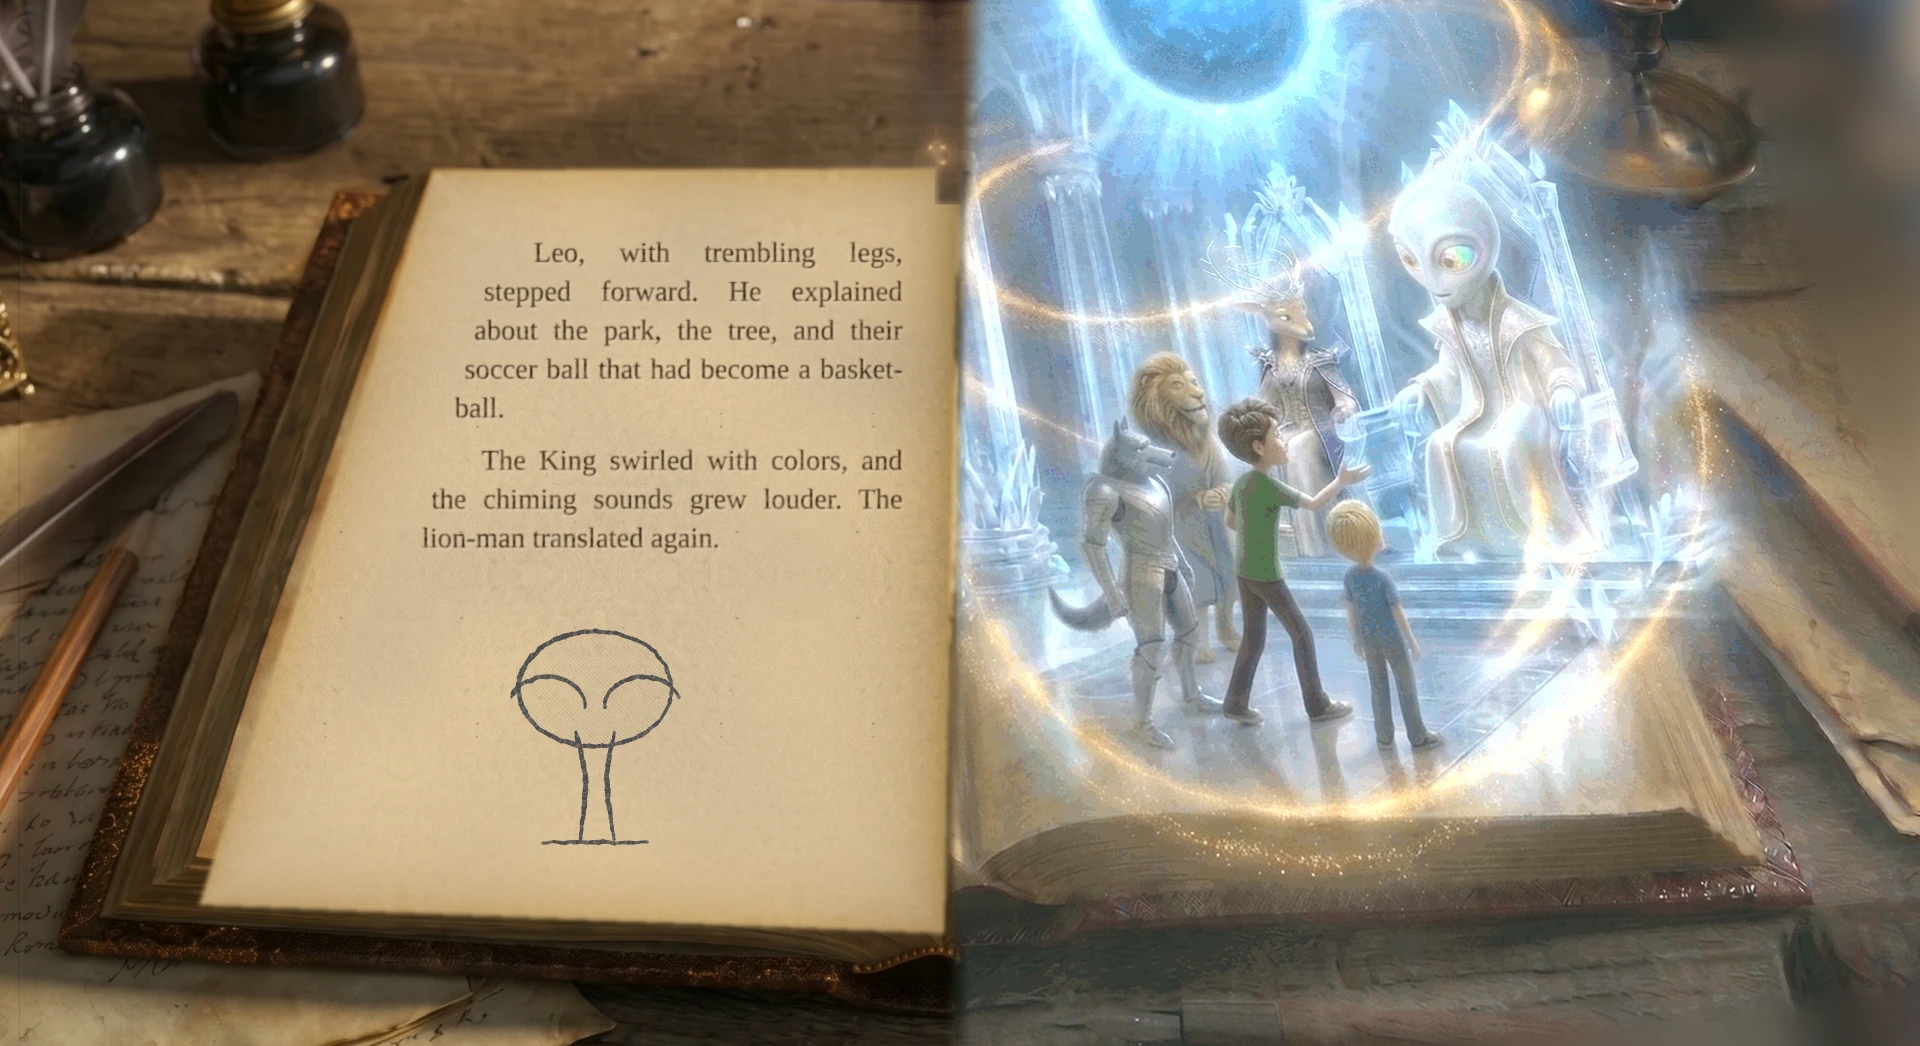 Leo, with trembling legs,
stepped forward. He explained
about the park, the tree, and their
soccer ball that had become a basket-
ball.
The King swirled with colors, and
the chiming sounds grew louder. The
lion-man translated again.